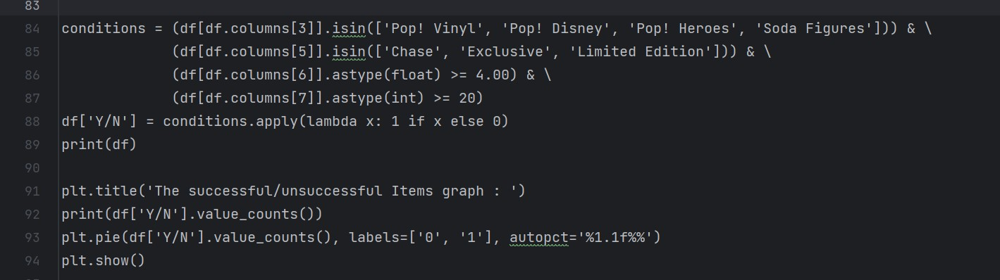 83
84 conditions = (df[df.columns[3]].isin(['Pop! Vinyl', 'Pop! Disney', 'Pop! Heroes', 'Soda Figures'])) & \
85              (df[df.columns[5]].isin(['Chase', 'Exclusive', 'Limited Edition'])) & \
86              (df[df.columns[6]].astype(float) >= 4.00) & \
87              (df[df.columns[7]].astype(int) >= 20)
88 df['Y/N'] = conditions.apply(lambda x: 1 if x else 0)
89 print(df)
90
91 plt.title('The successful/unsuccessful Items graph : ')
92 print(df['Y/N'].value_counts())
93 plt.pie(df['Y/N'].value_counts(), labels=['0', '1'], autopct='%1.1f%%')
94 plt.show()